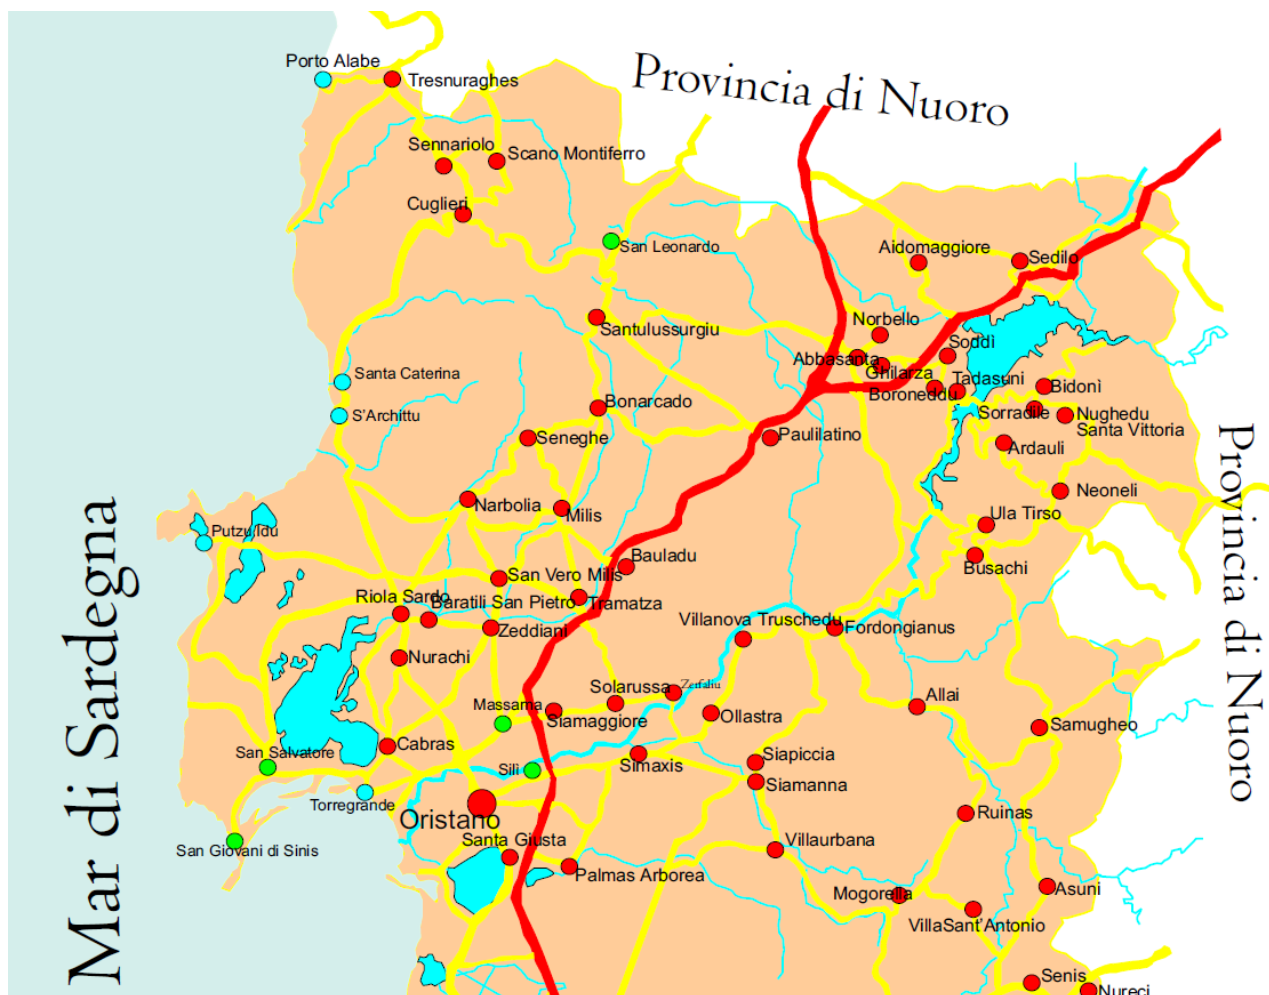 Porto Alabe
Tresnuraghes
Provincia di Nuoro
Sennariolo
Scano Montiferro
Cuglieri
San Leonardo
Aidomaggiore
Sedilo
Santulussurgiu
Norbello
Soddi
Abbasanta
Ghilarza
Santa Caterina
Boroneddu
Tadasuni
Bidonì
S'Archittu
Bonarcado
Sorradile
Nughedu
Santa Vittoria
Seneghe
Paulilatino
Ardauli
Narbolia
Milis
Neoneli
Ula Tirso
Putzu Idu
Bauladu
Busachi
San Vero Milis
Riola Sardo
Baratili San Pietro
Tramatza
Zeddiani
Villanova Truschedu
Fordongianus
Nurachi
Solarussa
Zerfaliu
Massama
Siamaggiore
Ollastra
Allai
Samugheo
Provincia di Nuoro
Mar di Sardegna
Cabras
San Salvatore
Silì
Simaxis
Siapiccia
Siamanna
Torregrande
Oristano
Ruinas
Santa Giusta
Villaurbana
San Giovani di Sinis
Palmas Arborea
Mogorella
Asuni
VillaSant'Antonio
Senis
Nureci